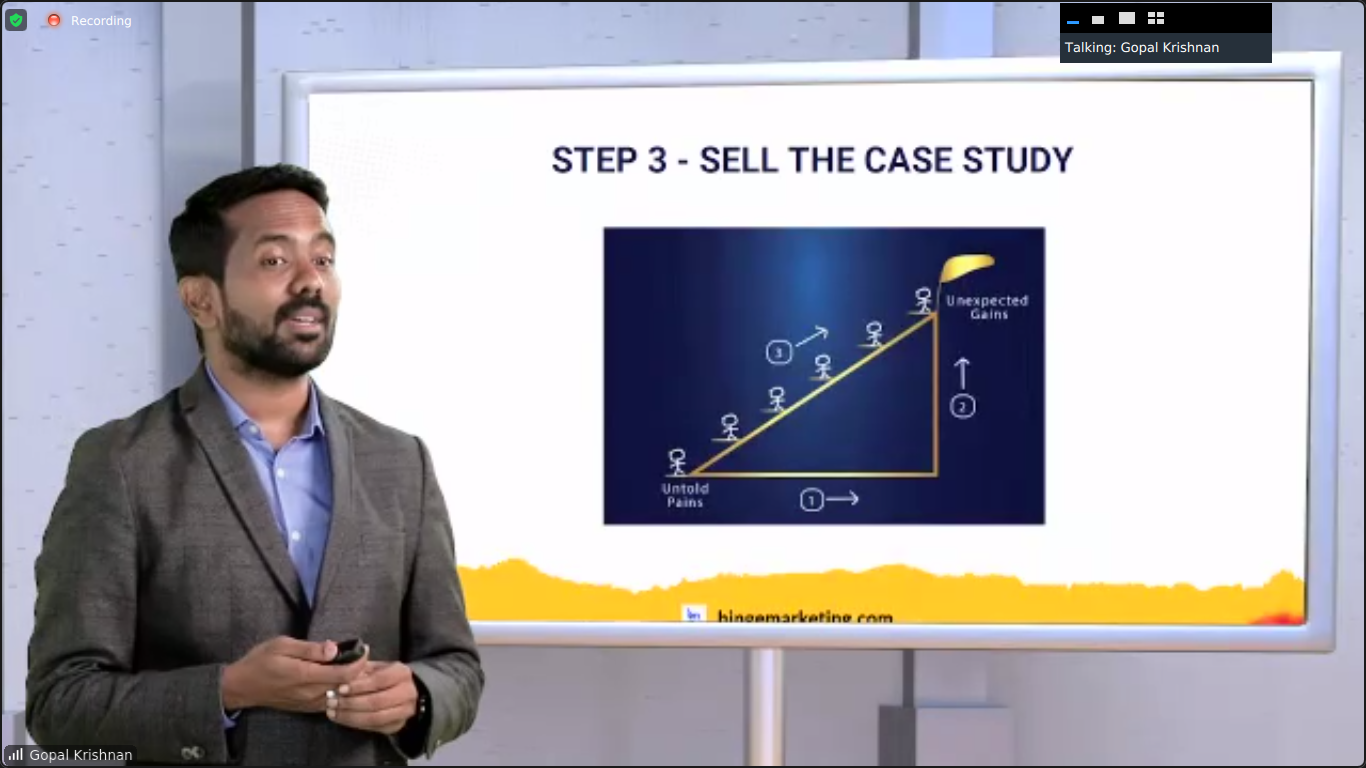 Recording
Talking: Gopal Krishnan
STEP 3 - SELL THE CASE STUDY
Unexpected
Gains
3
2
Untold
Pains
1
bingemarketing.com
Gopal Krishnan